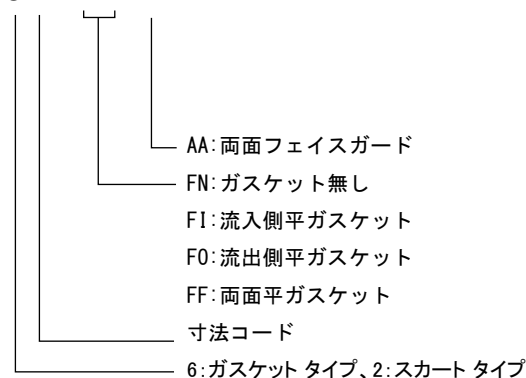 AA:両面フェイスガード
FN:ガスケット無し
FI:流入側平ガスケット
FO:流出側平ガスケット
FF:両面平ガスケット
寸法コード
6:ガスケット タイプ、2:スカート タイプ